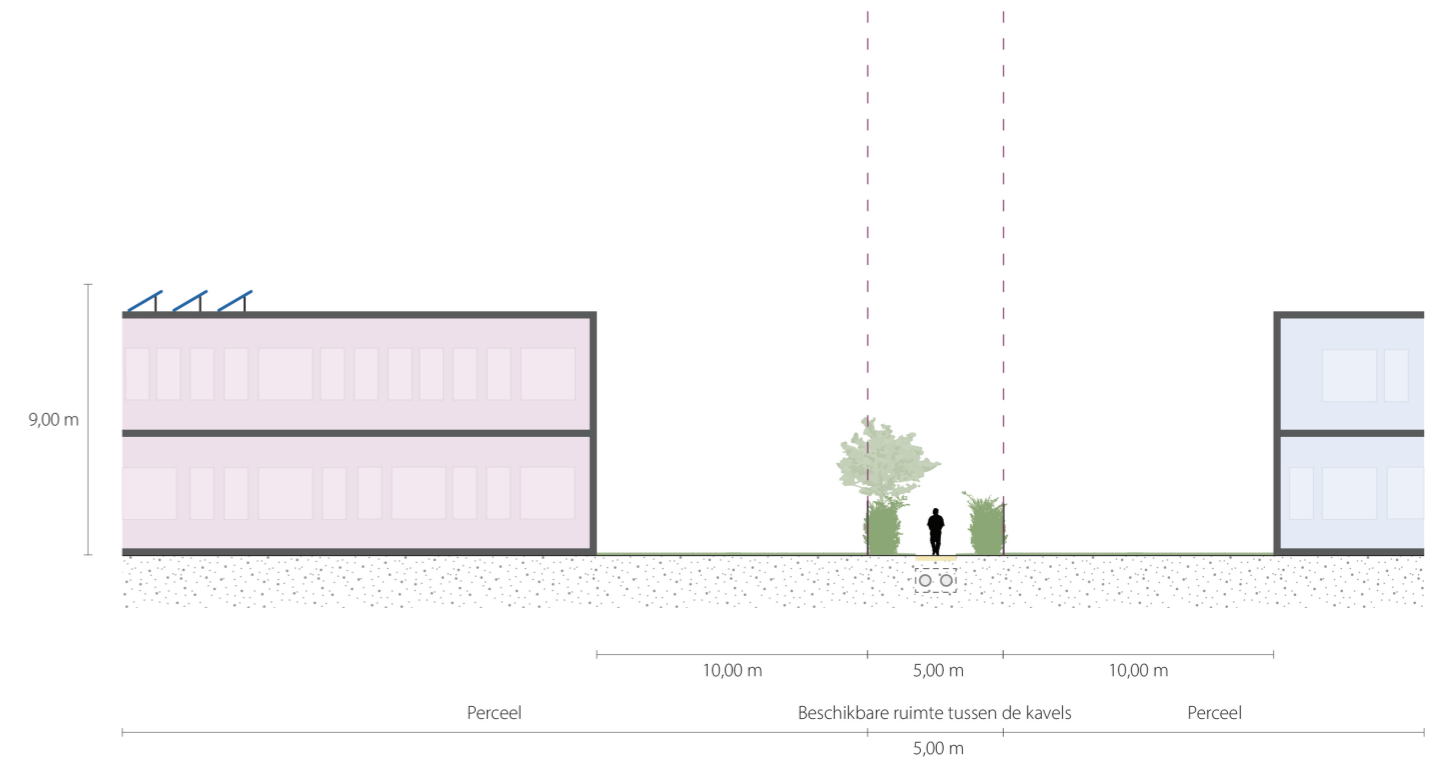 9,00 m
10,00 m 5,00 m 10,00 m
Perceel Beschikbare ruimte tussen de kavels Perceel
5,00 m